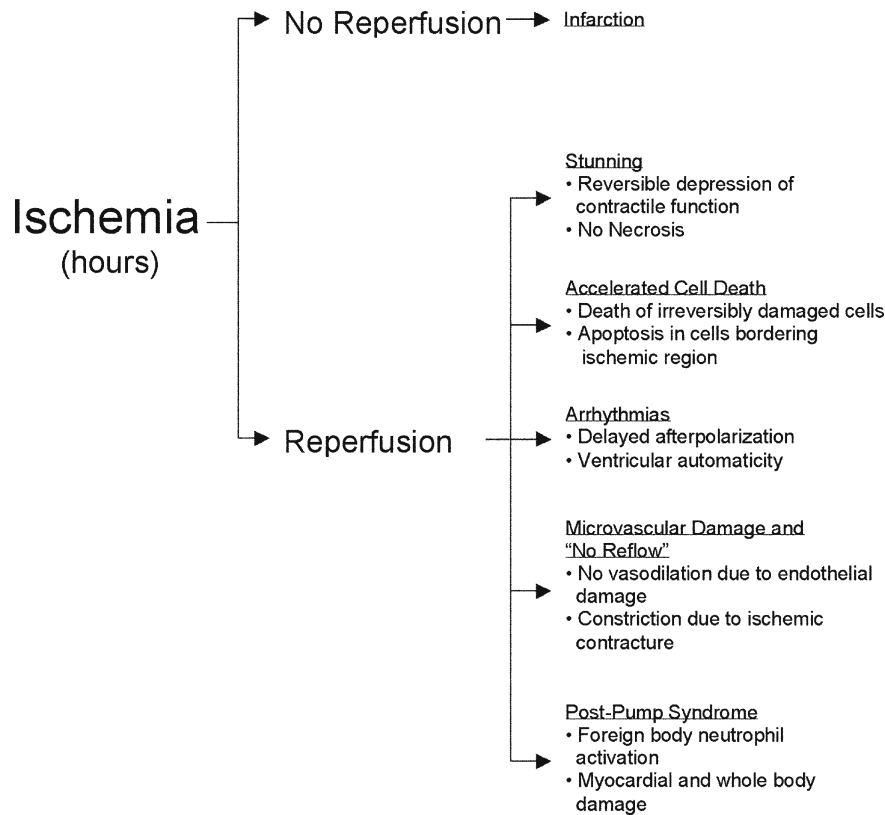 No Reperfusion
Infarction
Ischemia
(hours)
Stunning
• Reversible depression of
contractile function
• No Necrosis
Accelerated Cell Death
• Death of irreversibly damaged cells
• Apoptosis in cells bordering
ischemic region
Reperfusion
Arrhythmias
• Delayed afterpolarization
• Ventricular automaticity
Microvascular Damage and
“No Reflow”
• No vasodilation due to endothelial
damage
• Constriction due to ischemic
contracture
Post-Pump Syndrome
• Foreign body neutrophil
activation
• Myocardial and whole body
damage